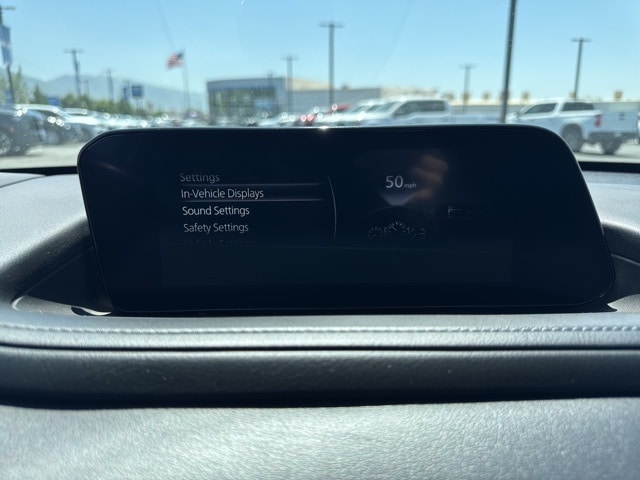 Settings
In-Vehicle Displays
Sound Settings
Safety Settings
50 mph